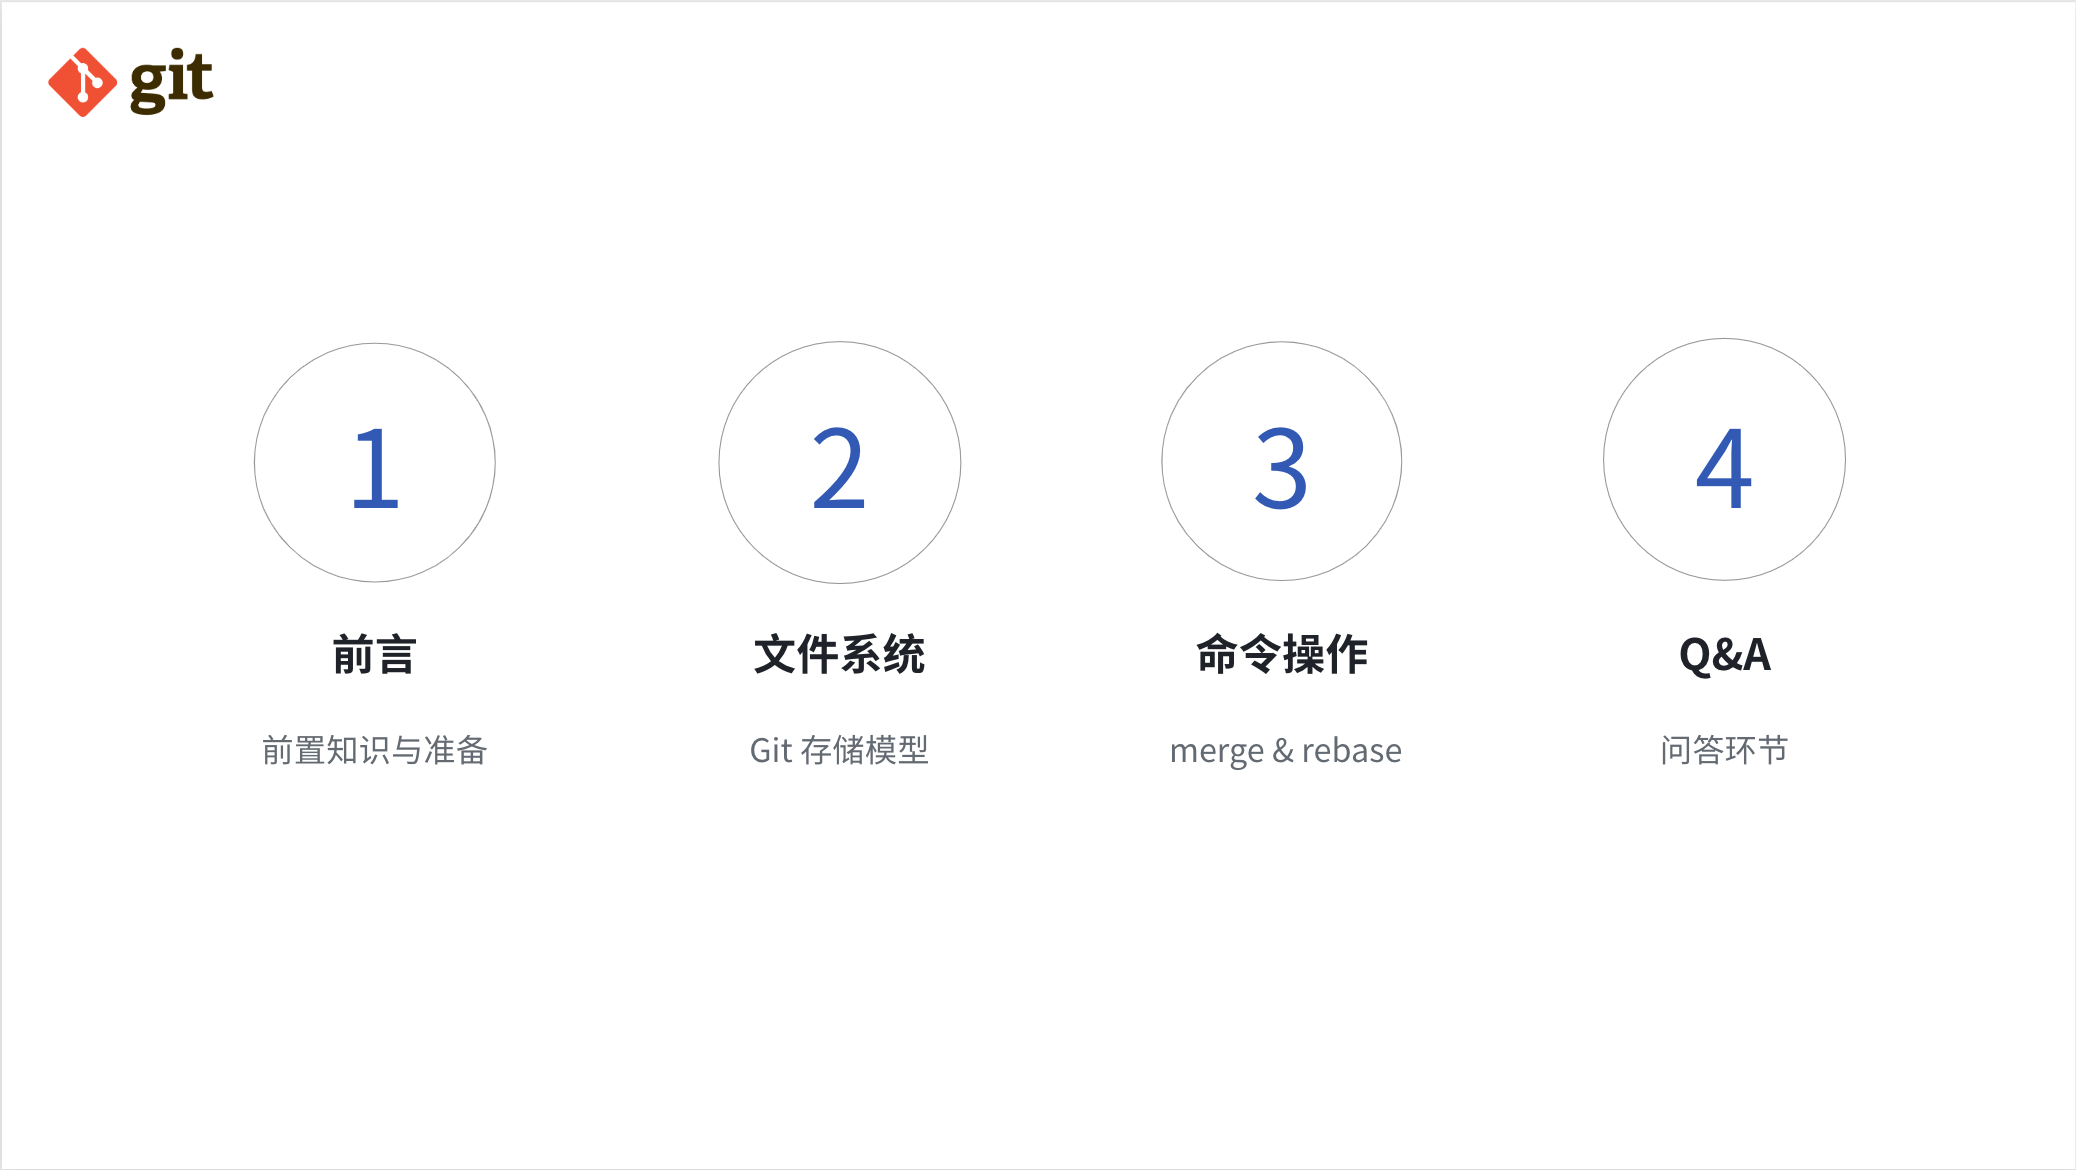 git
1
2
3
4
前言
文件系统
命令操作
Q&A
前置知识与准备
Git 存储模型
merge & rebase
问答环节